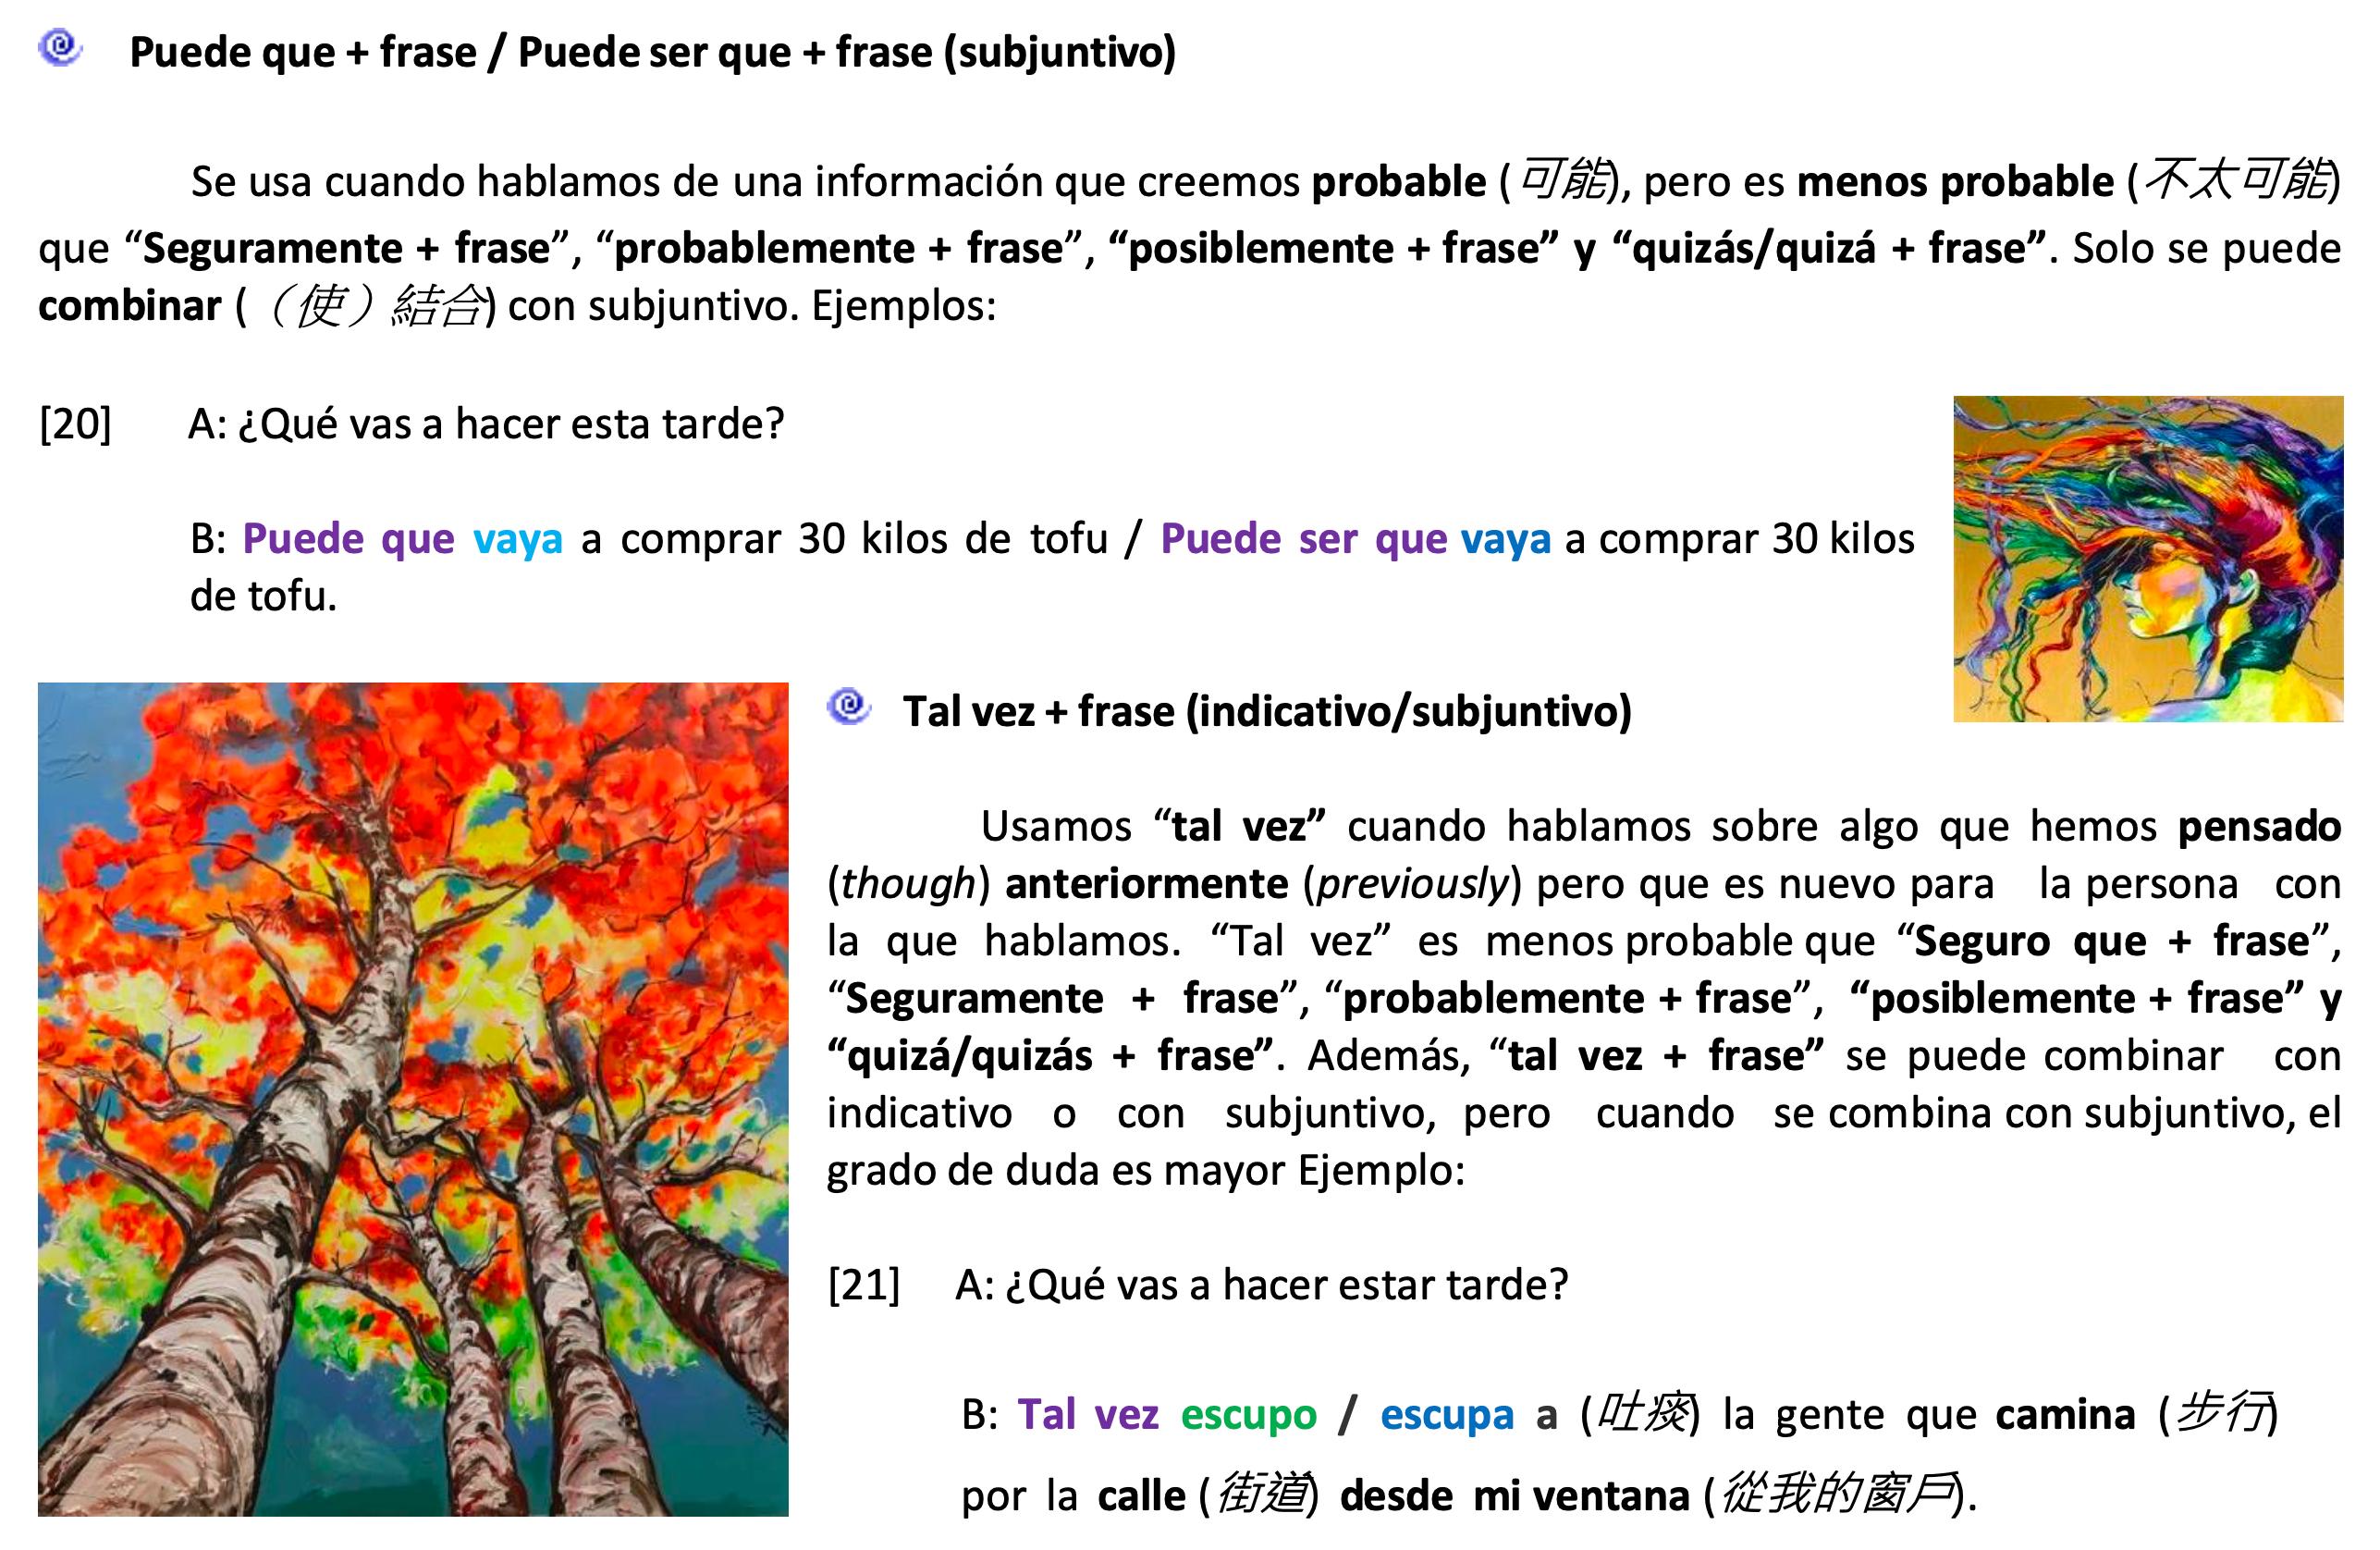 Puede que + frase / Puede ser que + frase (subjuntivo)
Se usa cuando hablamos de una información que creemos probable (可能), pero es menos probable (不太可能)
que “Seguramente + frase”, “probablemente + frase”, “posiblemente + frase” y “quizás/quizá + frase”. Solo se puede
combinar (（使）結合) con subjuntivo. Ejemplos:
[20] A: ¿Qué vas a hacer esta tarde?
B: Puede que vaya a comprar 30 kilos de tofu / Puede ser que vaya a comprar 30 kilos
de tofu.
Tal vez + frase (indicativo/subjuntivo)
Usamos “tal vez” cuando hablamos sobre algo que hemos pensado
(though) anteriormente (previously) pero que es nuevo para la persona con
la que hablamos. “Tal vez” es menos probable que “Seguro que + frase”,
“Seguramente + frase”, “probablemente + frase”, “posiblemente + frase” y
“quizá/quizás + frase”. Además, “tal vez + frase” se puede combinar con
indicativo o con subjuntivo, pero cuando se combina con subjuntivo, el
grado de duda es mayor Ejemplo:
[21] A: ¿Qué vas a hacer estar tarde?
B: Tal vez escupo / escupa a (吐痰) la gente que camina (步行)
por la calle (街道) desde mi ventana (從我的窗戶).